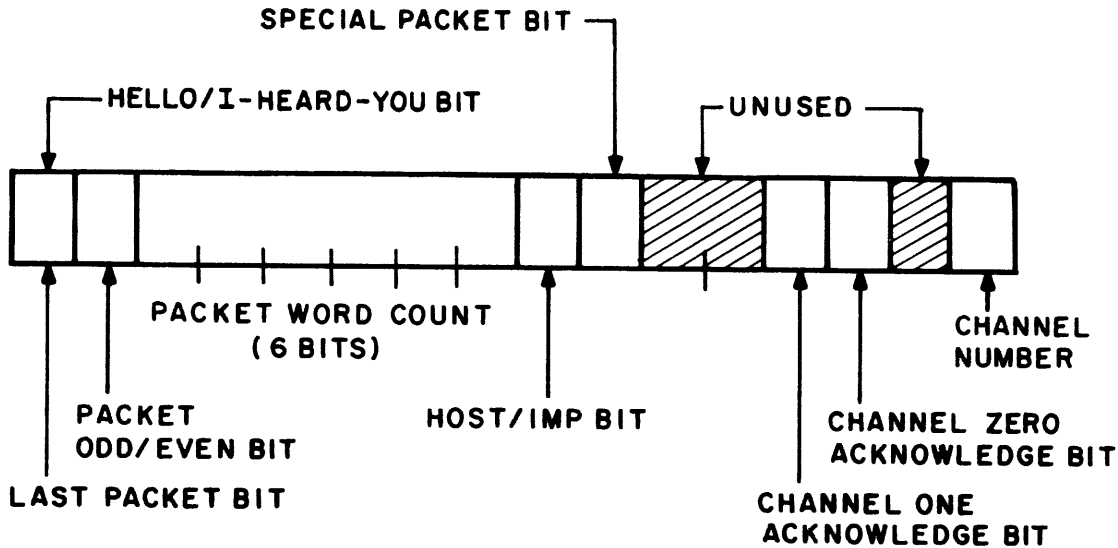 SPECIAL PACKET BIT
HELLO/I-HEARD-YOU BIT
UNUSED
PACKET WORD COUNT
(6 BITS)
CHANNEL
NUMBER
PACKET
ODD/EVEN BIT
HOST/IMP BIT
CHANNEL ZERO
ACKNOWLEDGE BIT
LAST PACKET BIT
CHANNEL ONE
ACKNOWLEDGE BIT